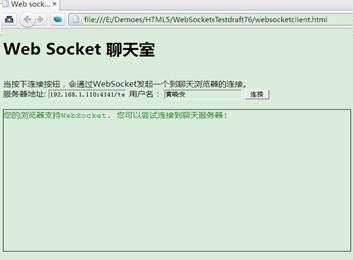 Web sock...
file:///E:/Demoes/HTML5/WebSocketsTestdraft76/websocketclient.html
Web Socket 聊天室
当按下连接按钮，会通过WebSocket发起一个到聊天浏览器的连接。
服务器地址: 192.168.1.110:4141/te 用户名： 黄晓安 连接
您的浏览器支持WebSocket. 您可以尝试连接到聊天服务器!